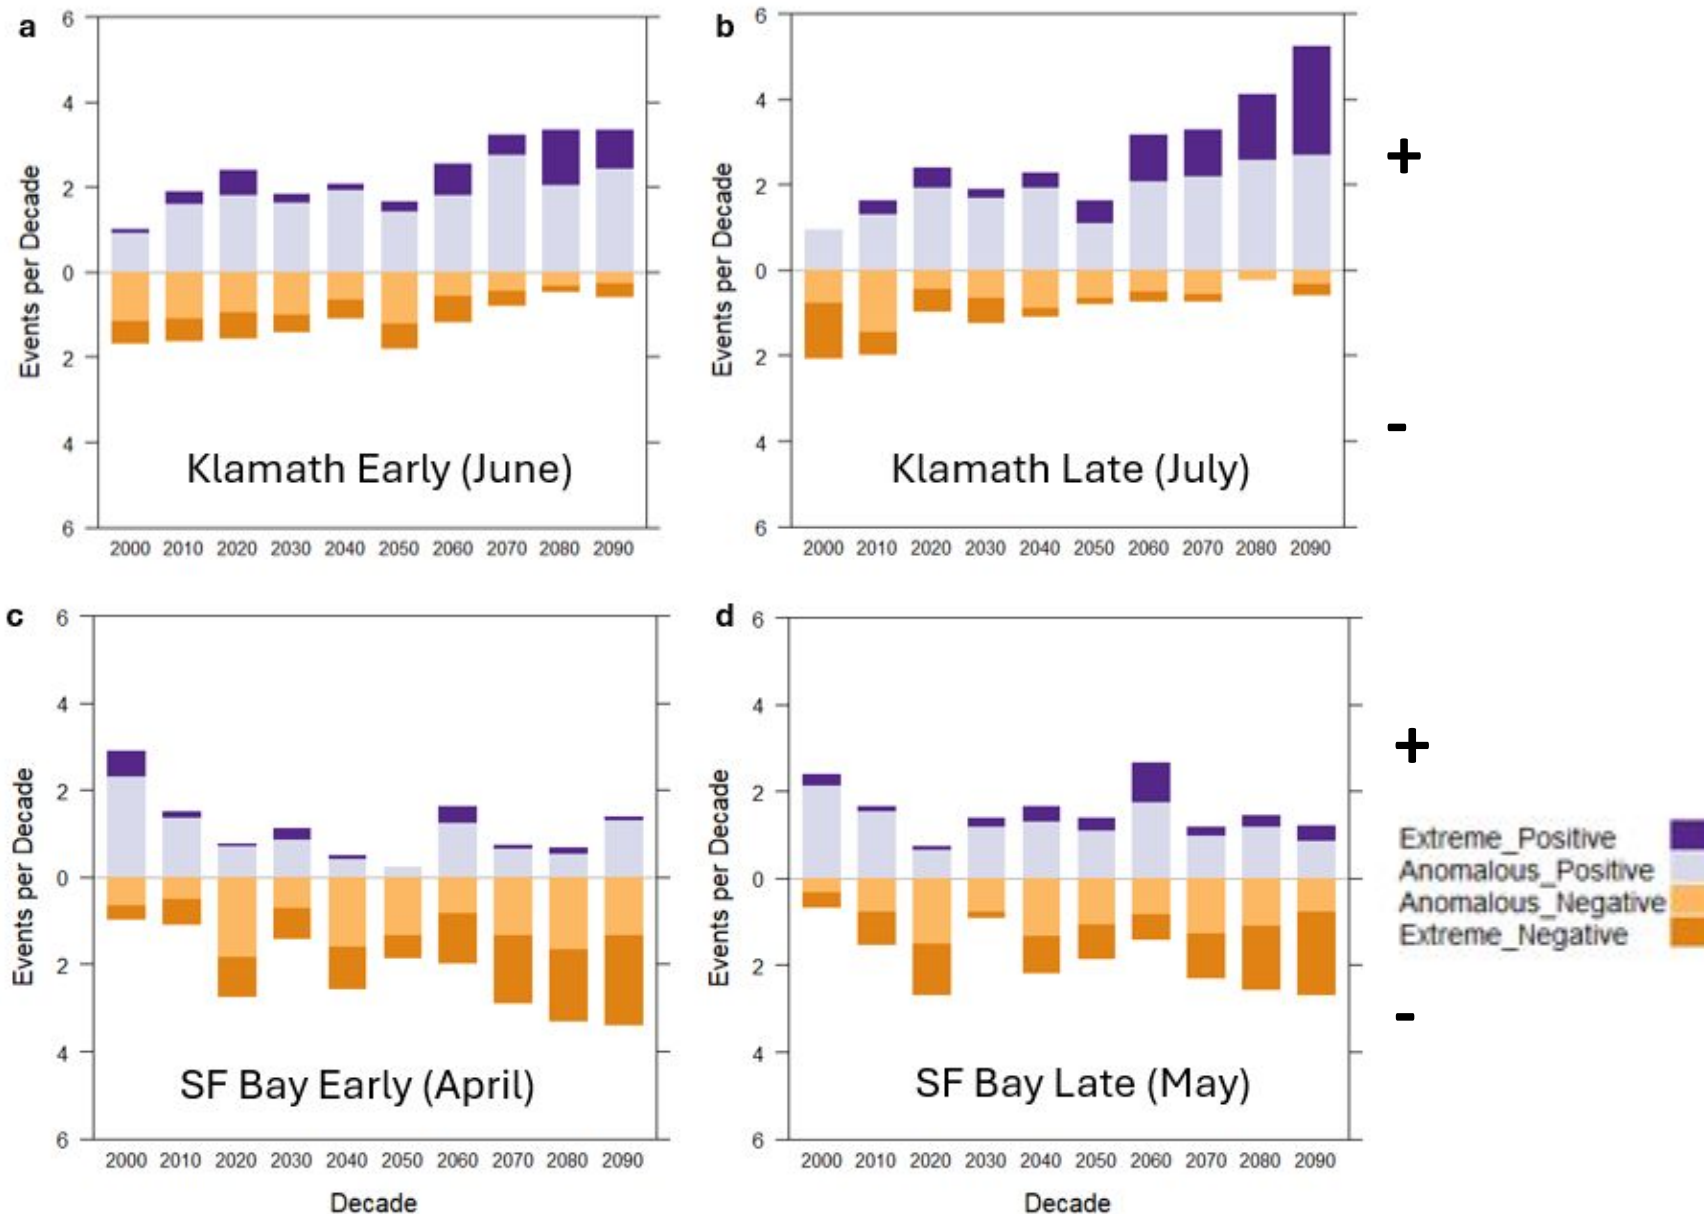 a
b
6
4
2
0
2
4
6
Events per Decade
Klamath Early (June)
2000 2010 2020 2030 2040 2050 2060 2070 2080 2090
6
4
2
0
2
4
6
Events per Decade
Klamath Late (July)
2000 2010 2020 2030 2040 2050 2060 2070 2080 2090
+
-
c
d
6
4
2
0
2
4
6
Events per Decade
SF Bay Early (April)
2000 2010 2020 2030 2040 2050 2060 2070 2080 2090
Decade
6
4
2
0
2
4
6
Events per Decade
SF Bay Late (May)
2000 2010 2020 2030 2040 2050 2060 2070 2080 2090
Decade
+
Extreme_Positive
Anomalous_Positive
Anomalous_Negative
Extreme_Negative
-